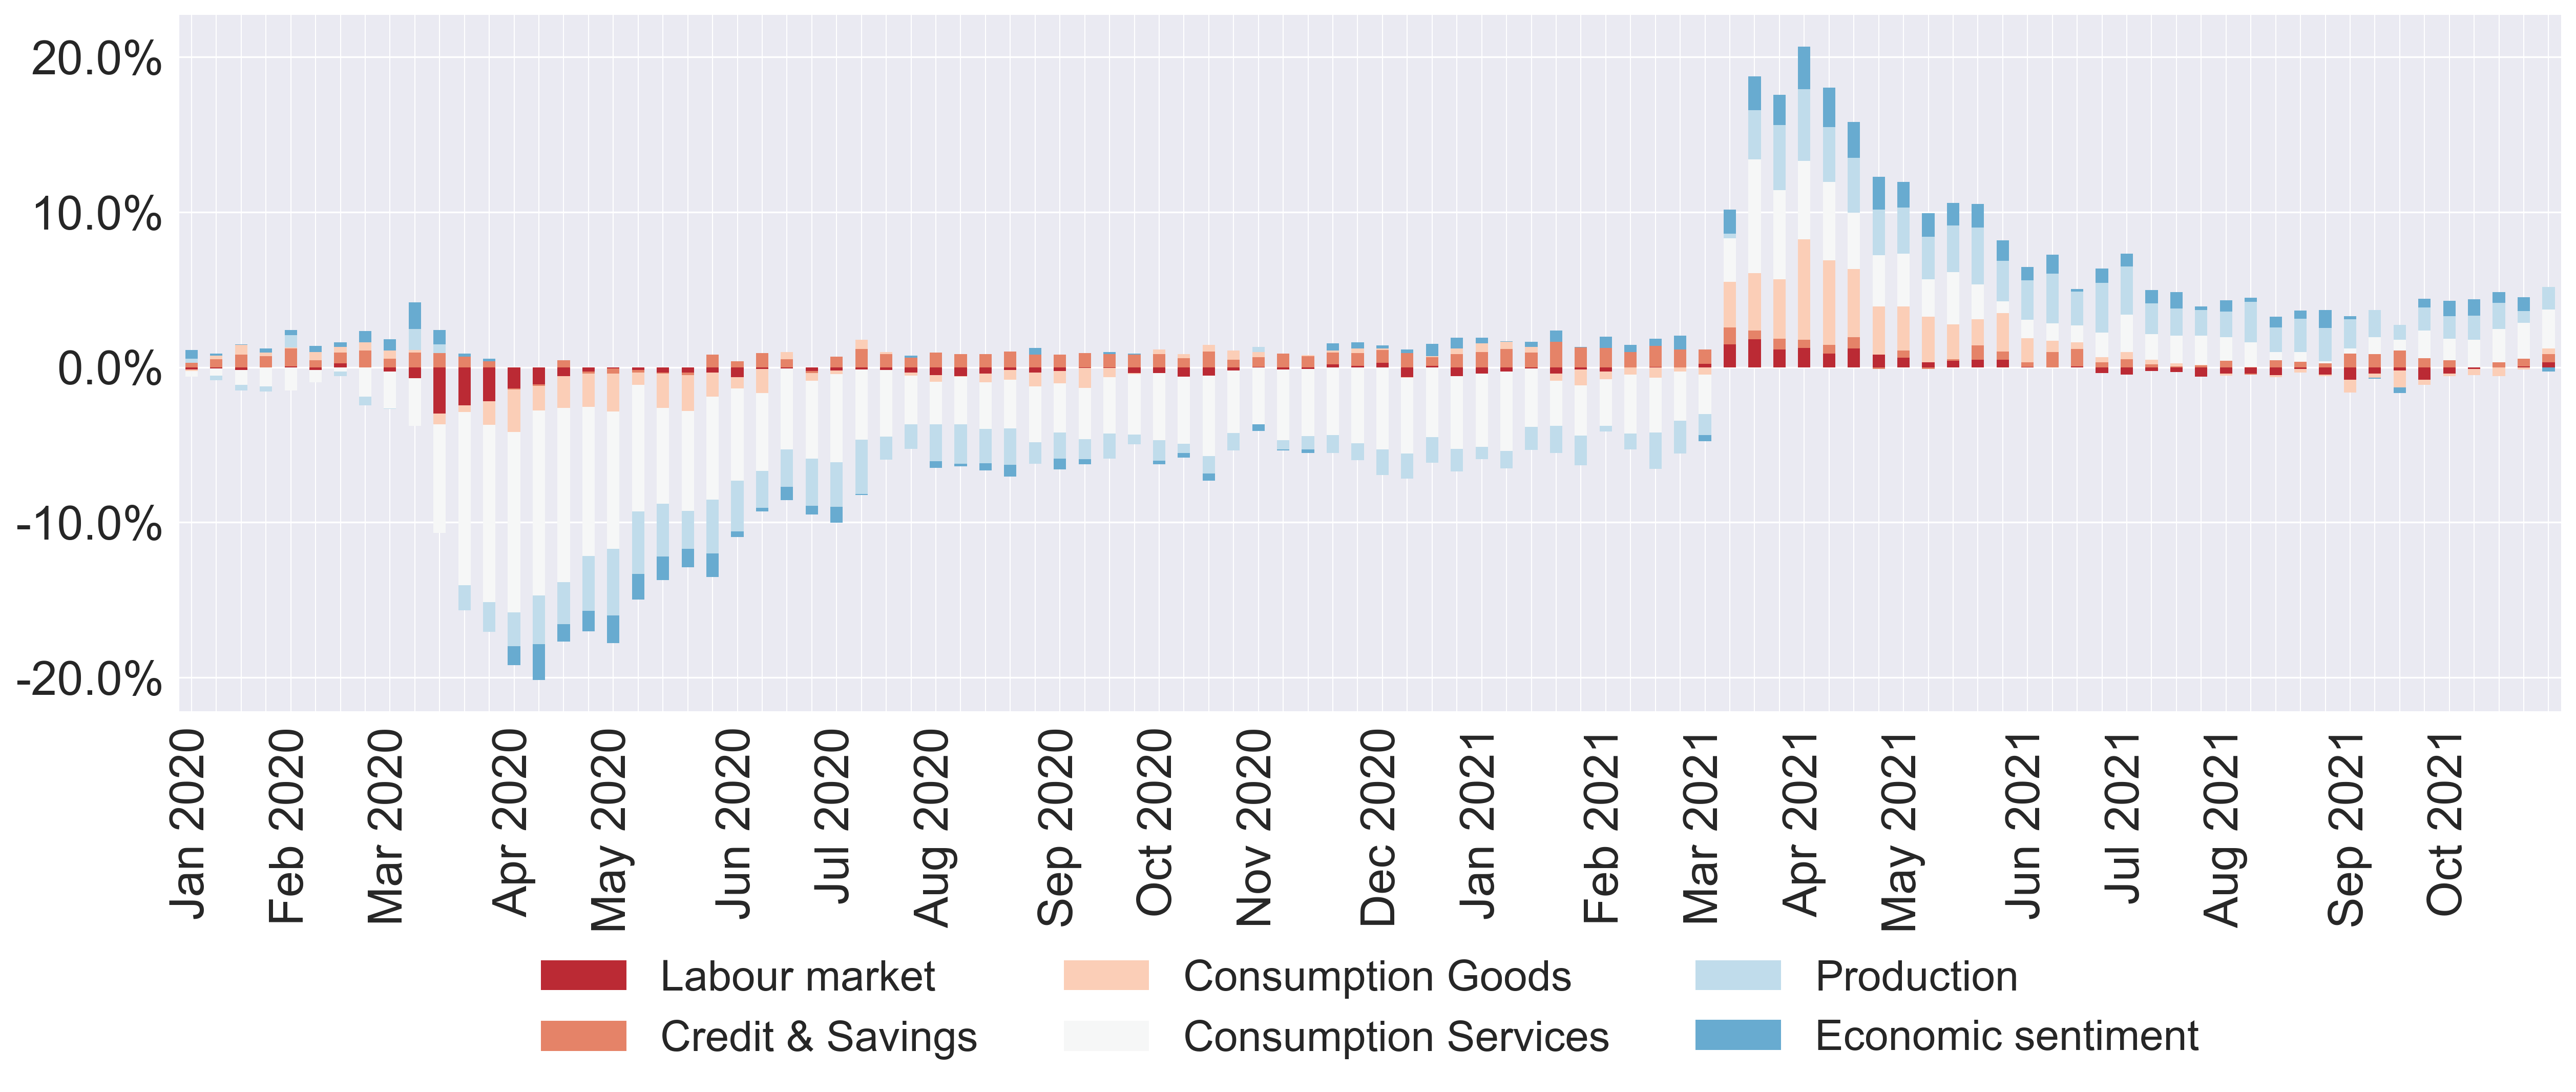 20.0%
10.0%
0.0%
-10.0%
-20.0%
Jan 2020
Feb 2020
Mar 2020
Apr 2020
May 2020
Jun 2020
Jul 2020
Aug 2020
Sep 2020
Oct 2020
Nov 2020
Dec 2020
Jan 2021
Feb 2021
Mar 2021
Apr 2021
May 2021
Jun 2021
Jul 2021
Aug 2021
Sep 2021
Oct 2021
Labour market
Consumption Goods
Production
Credit & Savings
Consumption Services
Economic sentiment